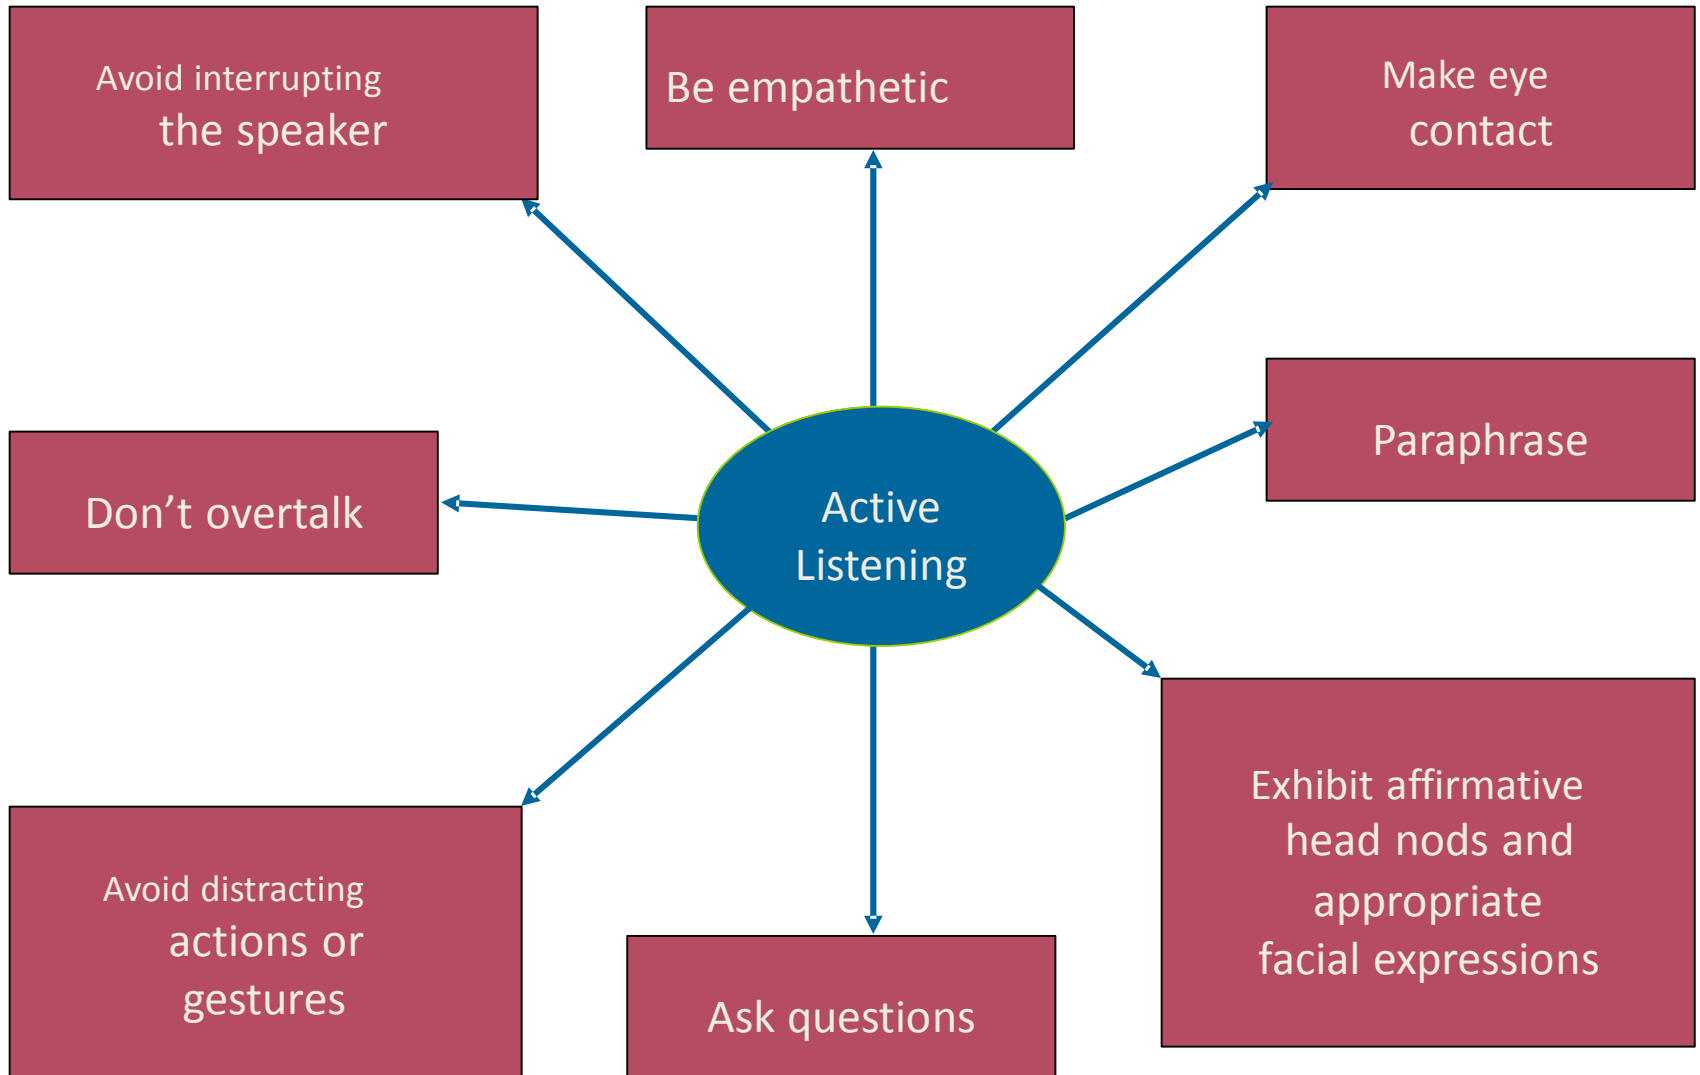 Avoid interrupting
the speaker
Be empathetic
Make eye
contact
Don’t overtalk
Active
Listening
Paraphrase
Avoid distracting
actions or
gestures
Ask questions
Exhibit affirmative
head nods and
appropriate
facial expressions